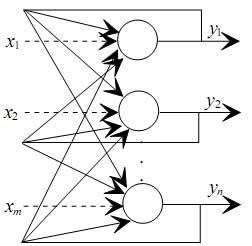 x₁ y₁
x₂ y₂
xₘ yₙ